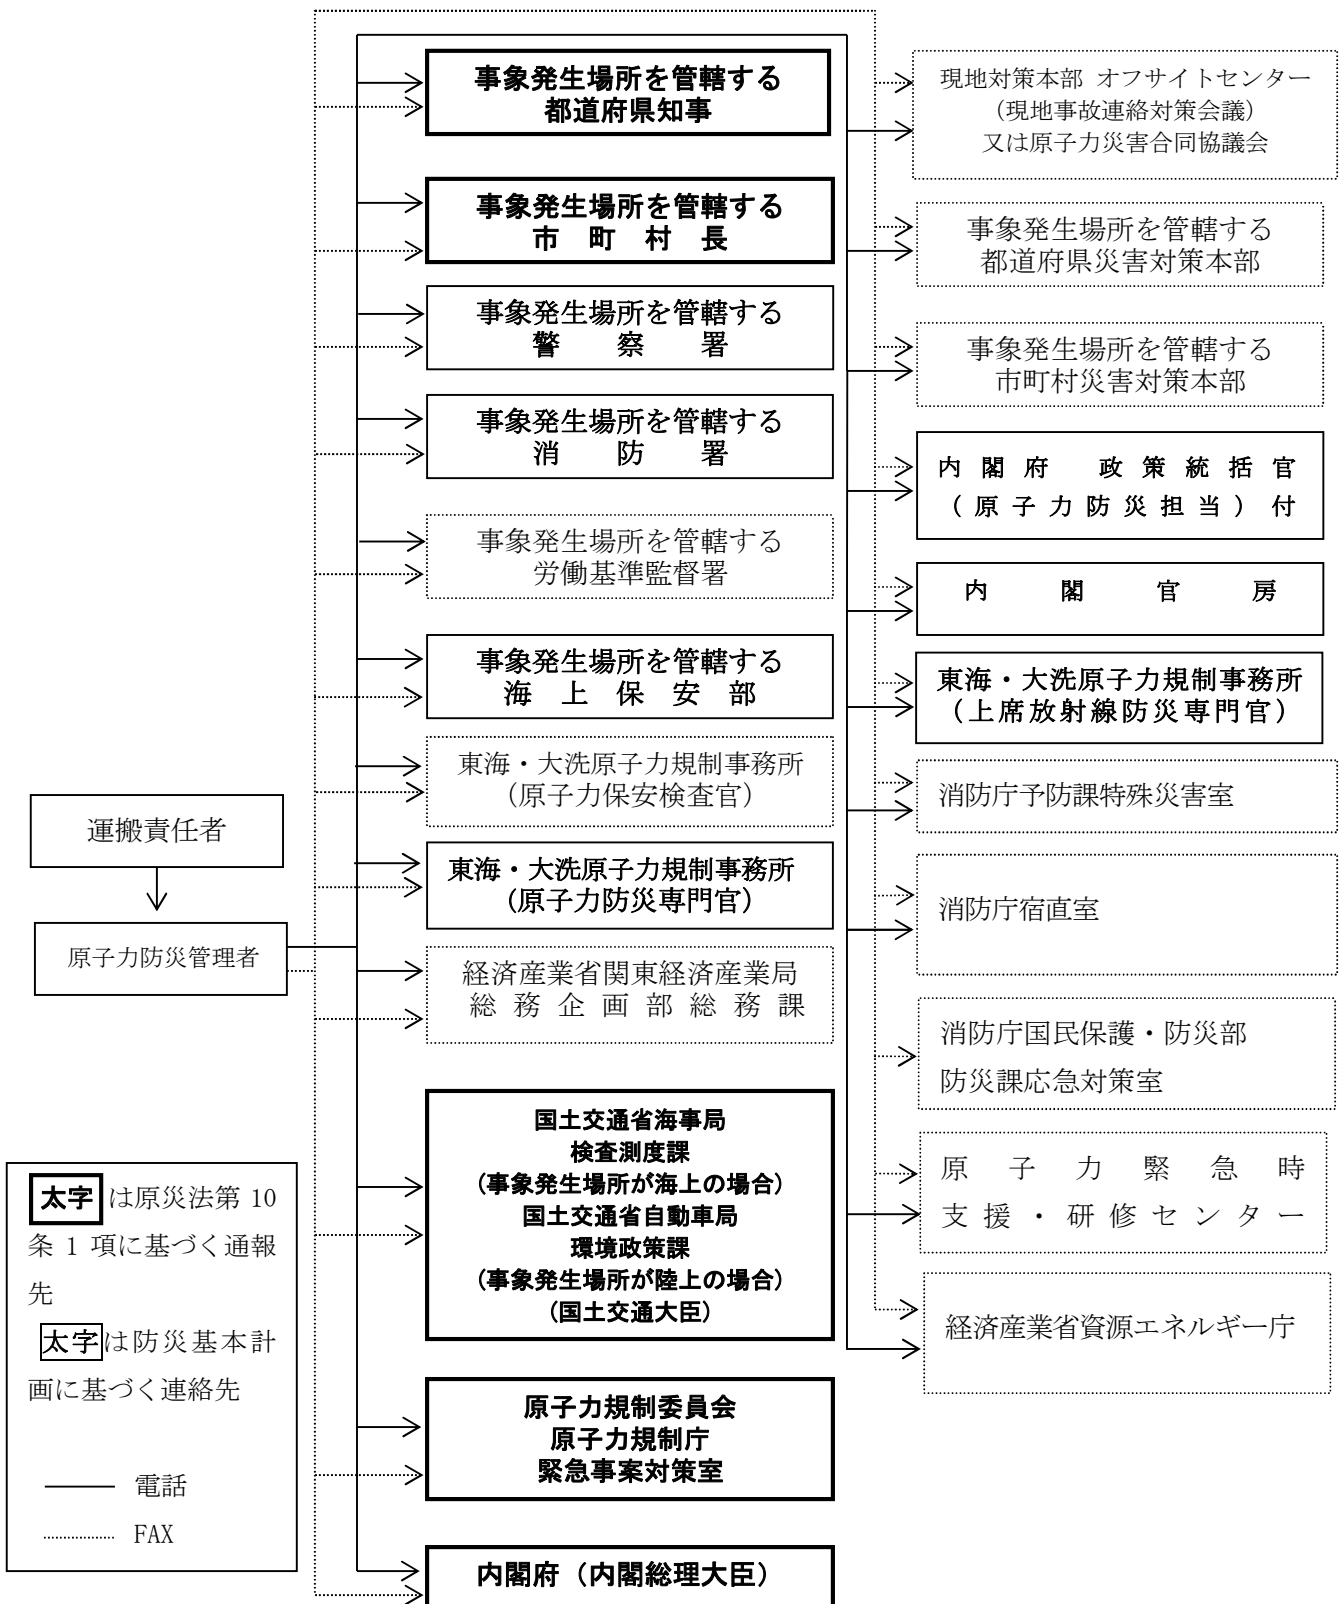 事象発生場所を管轄する
都道府県知事
事象発生場所を管轄する
市 町 村 長
事象発生場所を管轄する
警 察 署
事象発生場所を管轄する
消 防 署
事象発生場所を管轄する
労働基準監督署
事象発生場所を管轄する
海 上 保 安 部
東海・大洗原子力規制事務所
(原子力保安検査官)
東海・大洗原子力規制事務所
(原子力防災専門官)
経済産業省関東経済産業局
総 務 企 画 部 総 務 課
国土交通省海事局
検査測度課
(事象発生場所が海上の場合)
国土交通省自動車局
環境政策課
(事象発生場所が陸上の場合)
(国土交通大臣)
原子力規制委員会
原子力規制庁
緊急事案対策室
内閣府（内閣総理大臣）
現地対策本部 オフサイトセンター
（現地事故連絡対策会議）
又は原子力災害合同協議会
事象発生場所を管轄する
都道府県災害対策本部
事象発生場所を管轄する
市町村災害対策本部
内 閣 府 政 策 統 括 官
( 原 子 力 防 災 担 当 ) 付
内 閣 官 房
東海・大洗原子力規制事務所
(上席放射線防災専門官)
消防庁予防課特殊災害室
消防庁宿直室
消防庁国民保護・防災部
防災課応急対策室
原 子 力 緊 急 時
支 援 ・ 研 修 セ ン タ ー
経済産業省資源エネルギー庁
運搬責任者
原子力防災管理者
太字 は原災法第 10
条 1 項に基づく通報
先
太字は防災基本計
画に基づく連絡先
電話
FAX